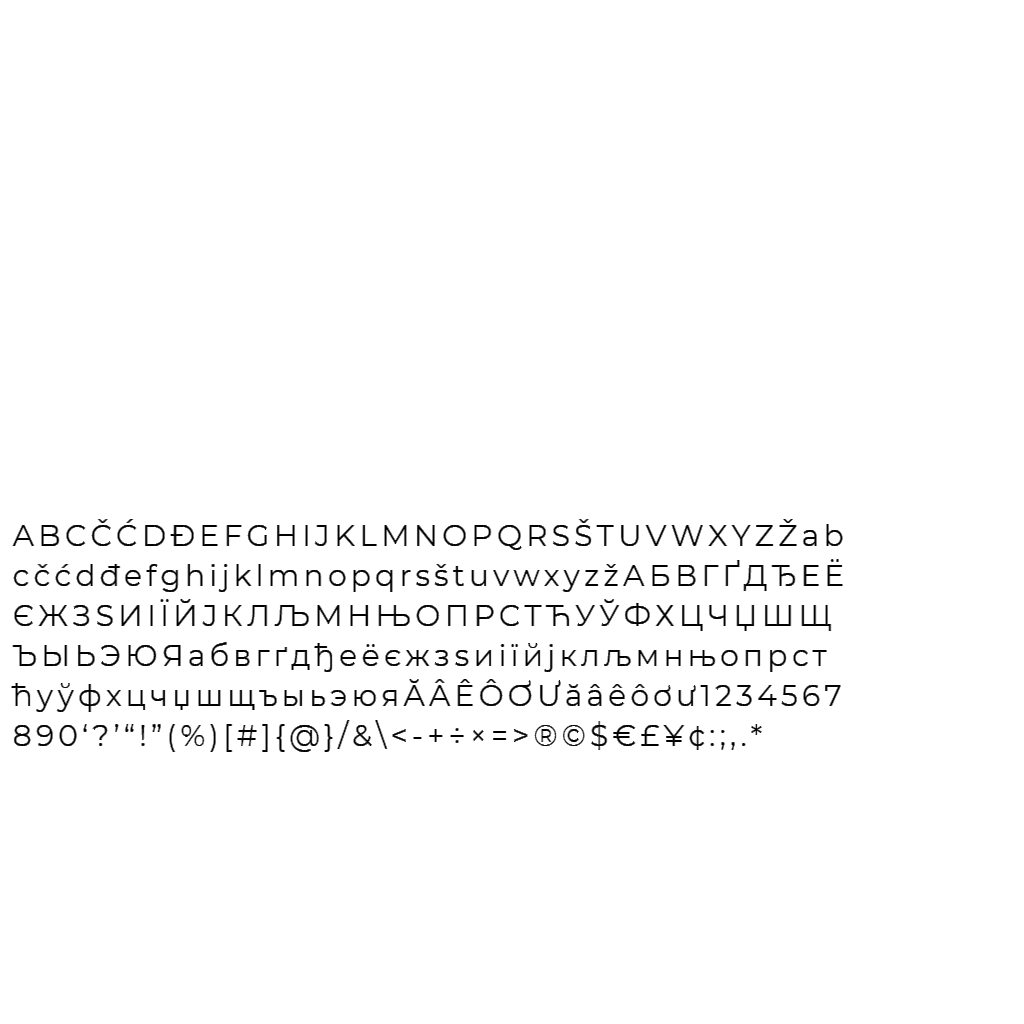 ABCČĆDĐEFGHIJKLMNOPQRSŠTUVWXYZŽab
cčćdđefghijklmnopqrsštuvwxyzžАБВГҐДЂЕЁ
ЄЖЗЅИІЇЙЈКЛЉМНЊОПРСТЋУЎФХЦЧЏШЩ
ЪЫЬЭЮЯабвгґдђеёєжзѕиіїйјклљмнњопрст
ћуўфхцчџшщъыьэюяĂÂÊÔƠƯăâêôơư1234567
890‘?’“!”(%)[#]{@}/&\<-+÷×=>®©$€£¥¢:;,.*